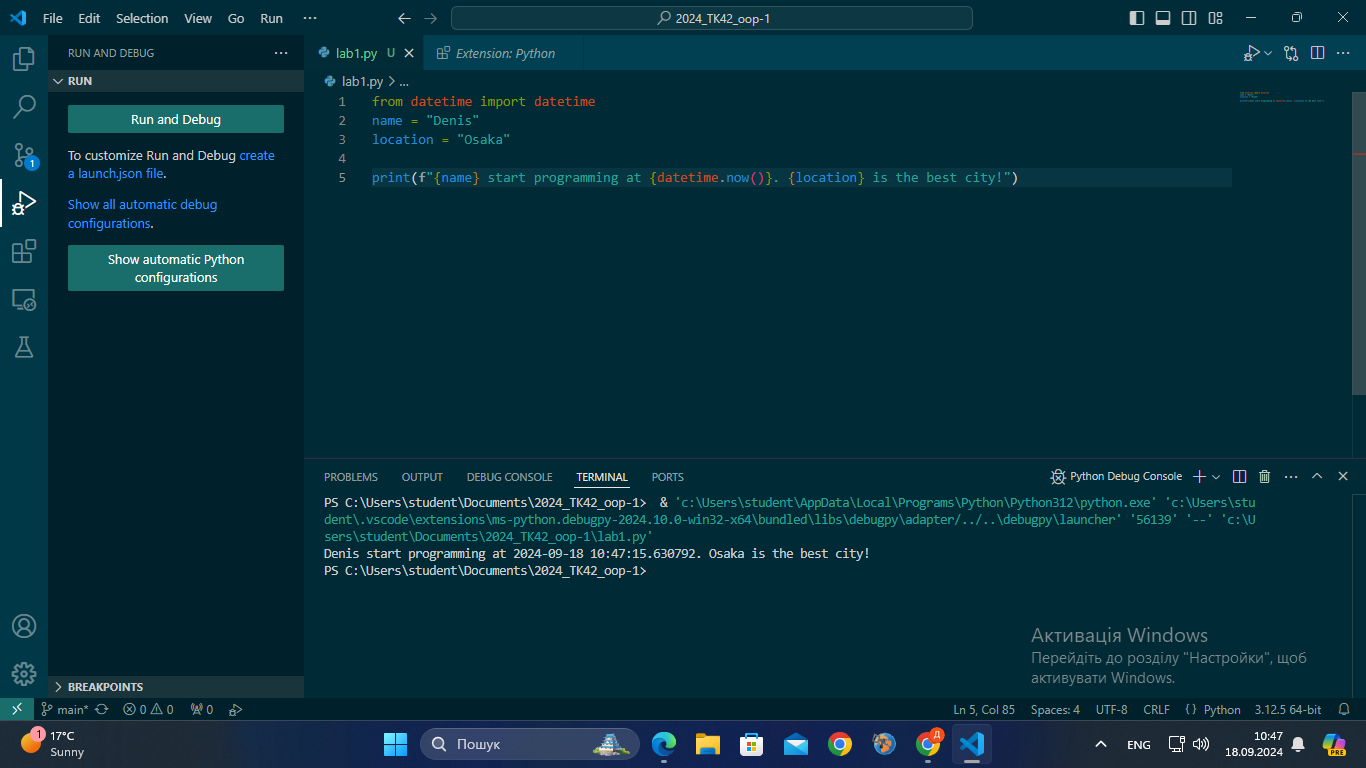 File Edit Selection View Go Run ···
2024_TK42_oop-1
RUN AND DEBUG ···
RUN
Run and Debug
To customize Run and Debug create
a launch.json file.
Show all automatic debug
configurations.
Show automatic Python
configurations
BREAKPOINTS
1
lab1.py U
Extension: Python
lab1.py > ...
1 from datetime import datetime
2 name = "Denis"
3 location = "Osaka"
4
5 print(f"{name} start programming at {datetime.now()}. {location} is the best city!")
PROBLEMS OUTPUT DEBUG CONSOLE TERMINAL PORTS
Python Debug Console
PS C:\Users\student\Documents\2024_TK42_oop-1>  & 'c:\Users\student\AppData\Local\Programs\Python\Python312\python.exe' 'c:\Users\stu
dent\.vscode\extensions\ms-python.debugpy-2024.10.0-win32-x64\bundled\libs\debugpy\adapter/../..\debugpy\launcher' '56139' '--' 'c:\U
sers\student\Documents\2024_TK42_oop-1\lab1.py'
Denis start programming at 2024-09-18 10:47:15.630792. Osaka is the best city!
PS C:\Users\student\Documents\2024_TK42_oop-1>
Активація Windows
Перейдіть до розділу "Настройки", щоб
активувати Windows.
main* 0 0 0
Ln 5, Col 85 Spaces: 4 UTF-8 CRLF {} Python 3.12.5 64-bit
1
17°C
Sunny
Пошук
Д
ENG
10:47
18.09.2024
PRE